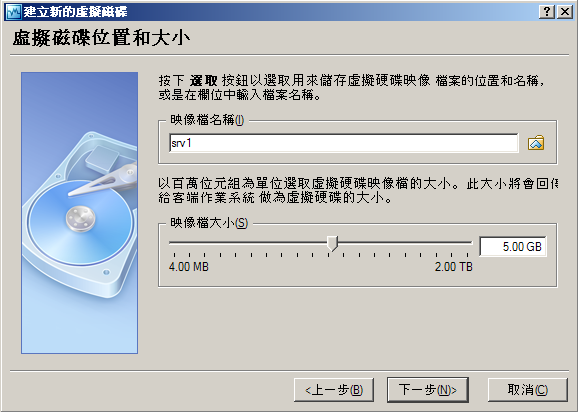 建立新的虛擬磁碟
虛擬磁碟位置和大小
按下 選取 按鈕以選取用來儲存虛擬硬碟映像 檔案的位置和名稱，
或是在欄位中輸入檔案名稱。
映像檔名稱(I)
srv1
以百萬位元組為單位選取虛擬硬碟映像檔的大小。此大小將會回傳
給客端作業系統 做為虛擬硬碟的大小。
映像檔大小(S)
5.00 GB
4.00 MB 2.00 TB
<上一步(B) 下一步(N)> 取消(C)